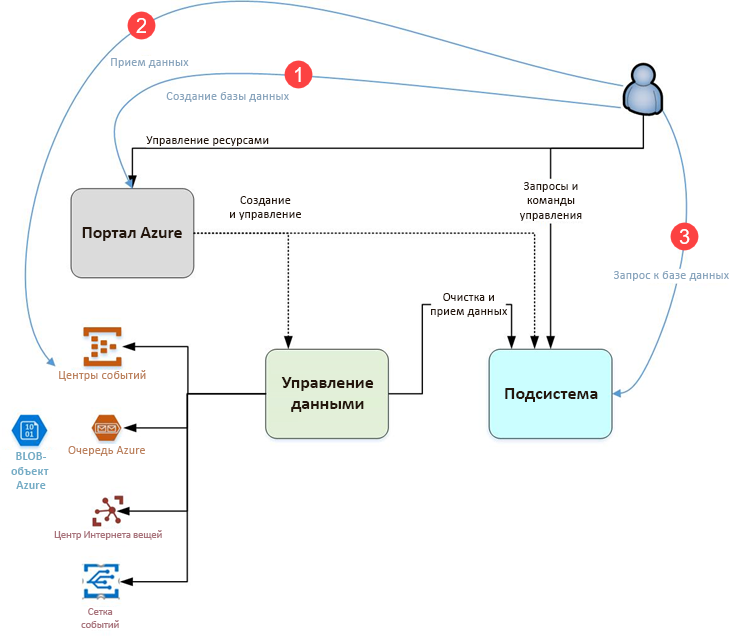 2
Прием данных
1
Создание базы данных
Управление ресурсами
Создание
и управление
Запросы и
команды
управления
3
Запрос к базе данных
Портал Azure
Очистка и
прием данных
Центры событий
Управление
данными
Подсистема
10
01
BLOB-
объект
Azure
Очередь Azure
Центр Интернета вещей
Сетка
событий